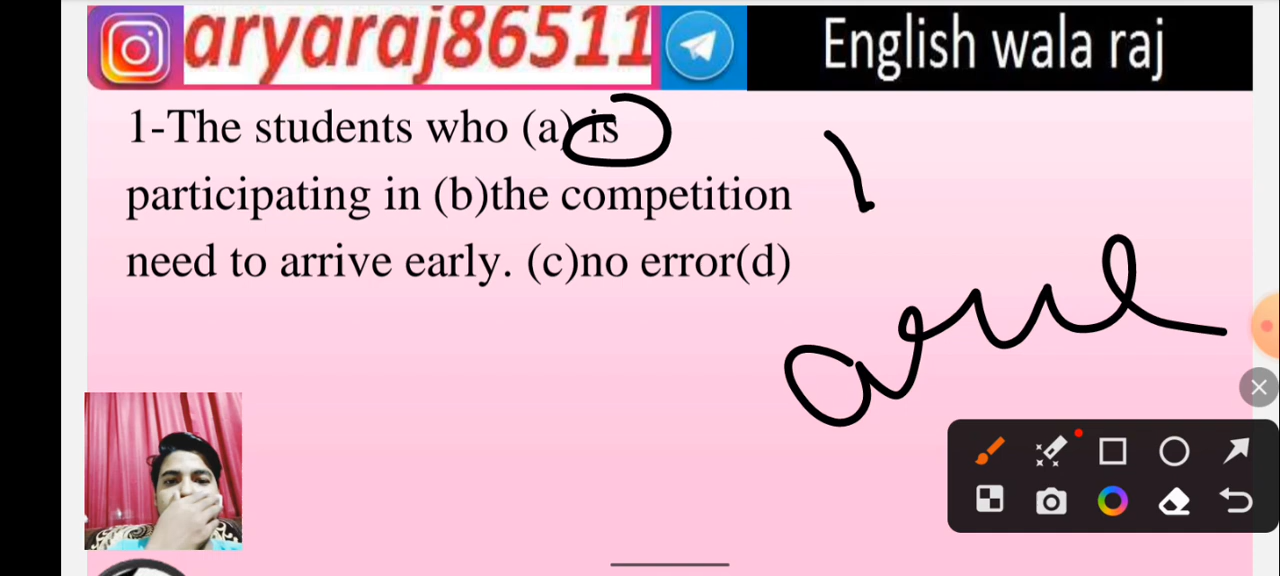 aryaraj86511
English wala raj
1-The students who (a) is
participating in (b)the competition
need to arrive early. (c)no error(d)
are